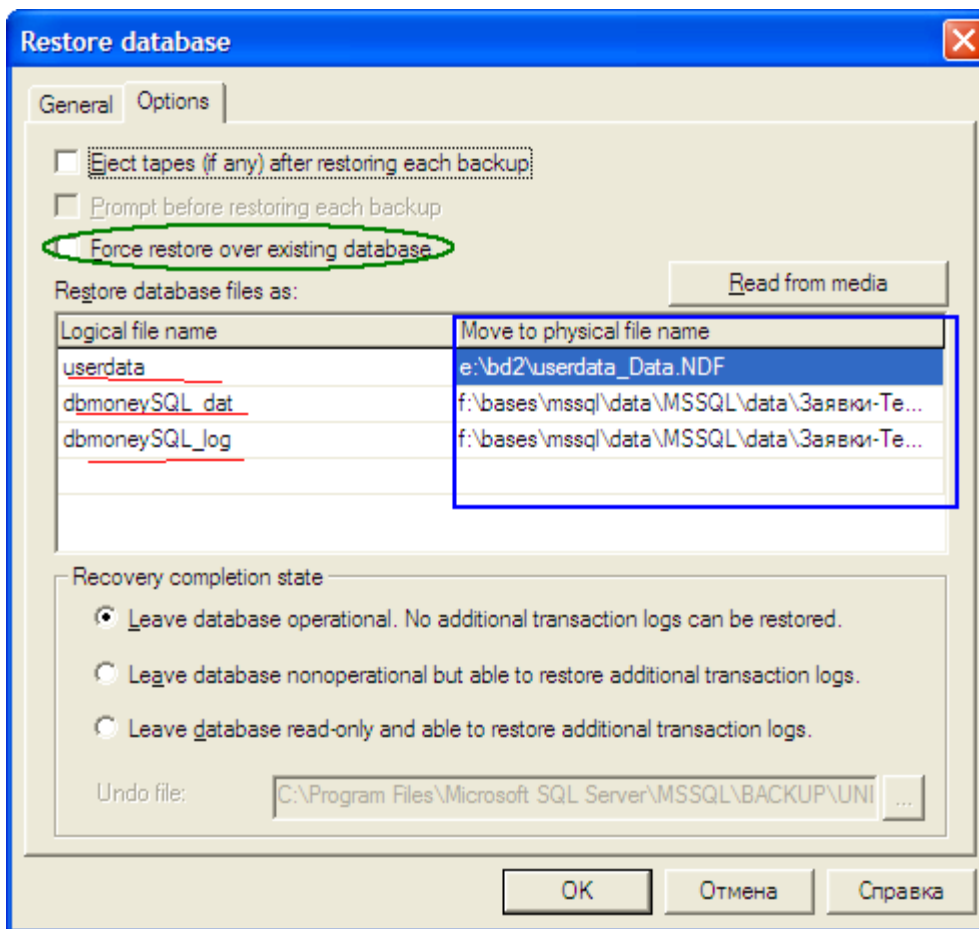 Restore database
General Options
Eject tapes (if any) after restoring each backup
Prompt before restoring each backup
Force restore over existing database
Restore database files as:
Read from media
Logical file name Move to physical file name
userdata e:\bd2\userdata_Data.NDF
dbmoneySQL_dat f:\bases\mssql\data\MSSQL\data\Заявки-Те...
dbmoneySQL_log f:\bases\mssql\data\MSSQL\data\Заявки-Те...
Recovery completion state
Leave database operational. No additional transaction logs can be restored.
Leave database nonoperational but able to restore additional transaction logs.
Leave database read-only and able to restore additional transaction logs.
Undo file: C:\Program Files\Microsoft SQL Server\MSSQL\BACKUP\UNI ...
OK Отмена Справка